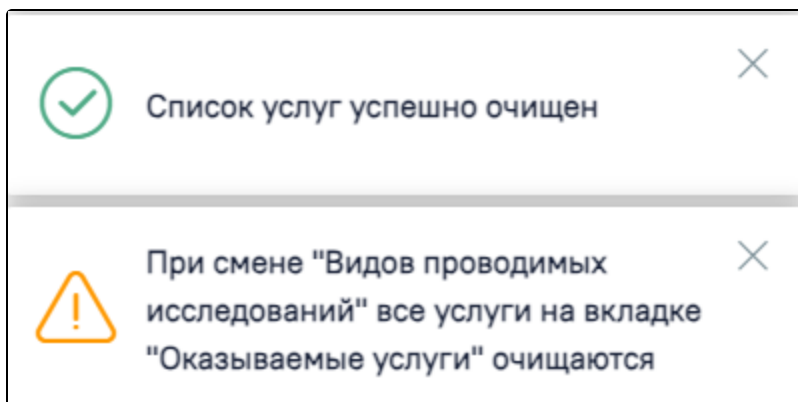 Список услуг успешно очищен
При смене "Видов проводимых
исследований" все услуги на вкладке
"Оказываемые услуги" очищаются